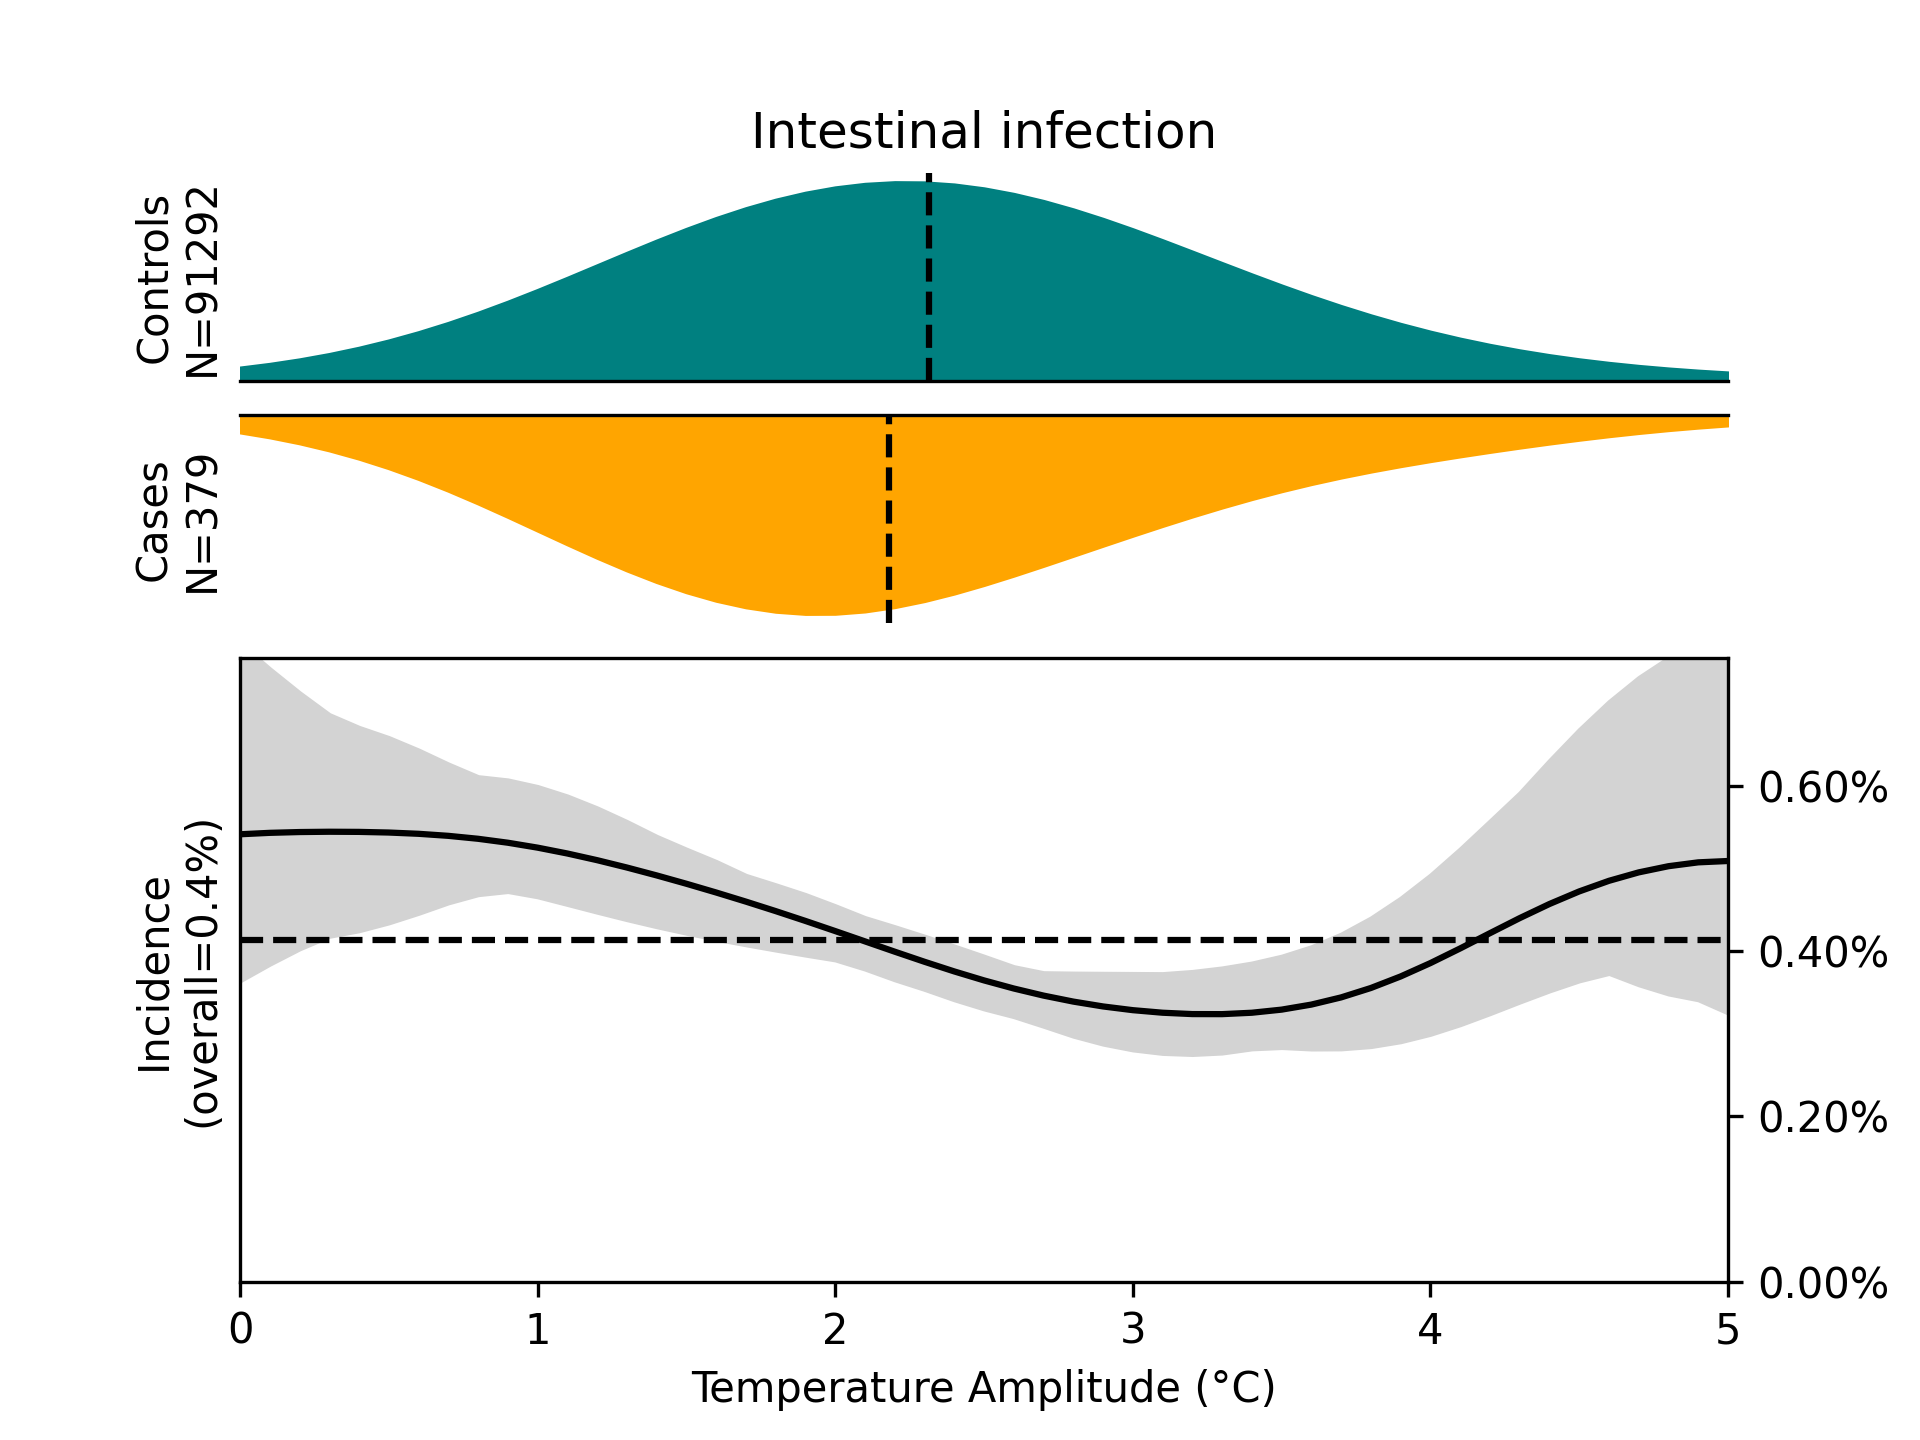 Intestinal infection
Controls
N=91292
Cases
N=379
Incidence
(overall=0.4%)
0.60%
0.40%
0.20%
0.00%
0 1 2 3 4 5
Temperature Amplitude (°C)